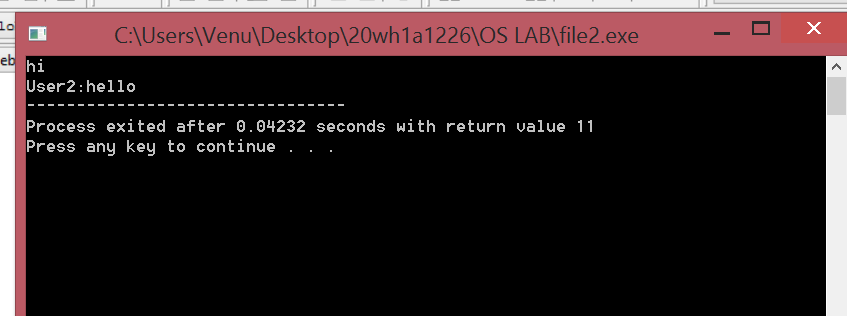 C:\Users\Venu\Desktop\20wh1a1226\OS LAB\file2.exe
hi
User2:hello
--------------------------------
Process exited after 0.04232 seconds with return value 11
Press any key to continue . . .